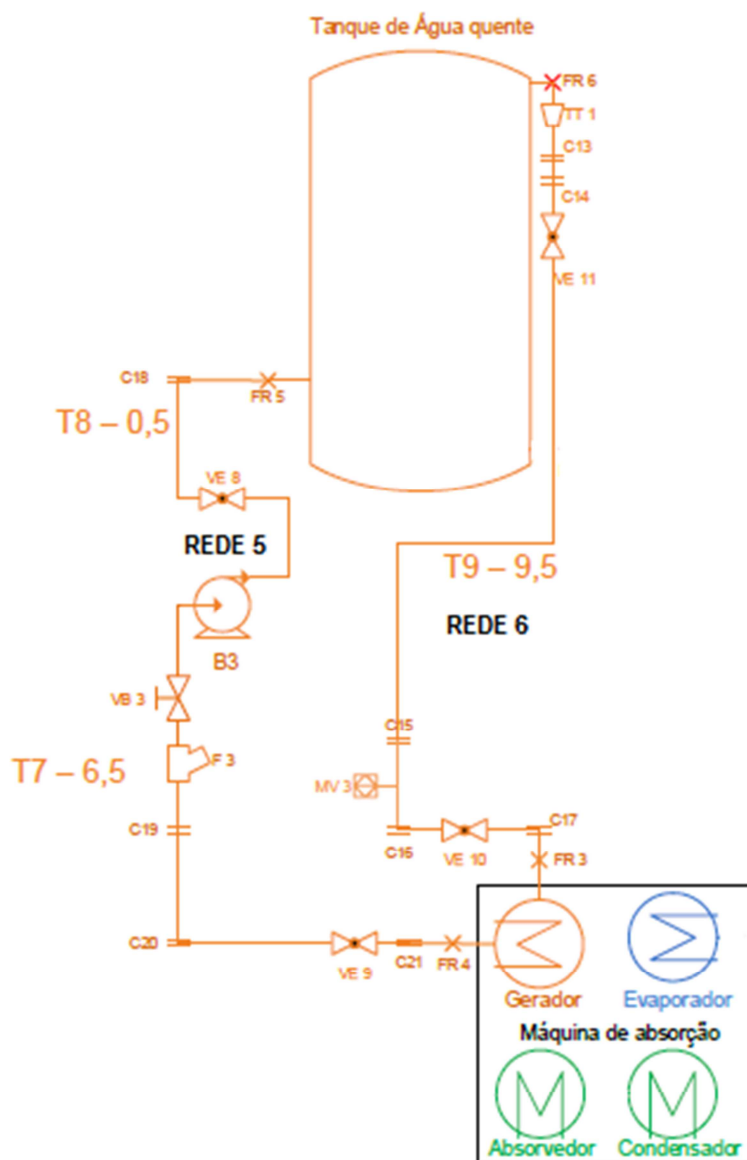 Tanque de Água quente
FR 6
TT 1
C13
C14
VE 11
C18
FR 5
T8 – 0,5
VE 8
REDE 5
T9 – 9,5
REDE 6
B3
VB 3
F 3
C15
T7 – 6,5
MV 3
C19
C16
C17
VE 10
FR 3
C20
VE 9
C21
FR 4
Gerador
Evaporador
Máquina de absorção
Absorvedor
Condensador